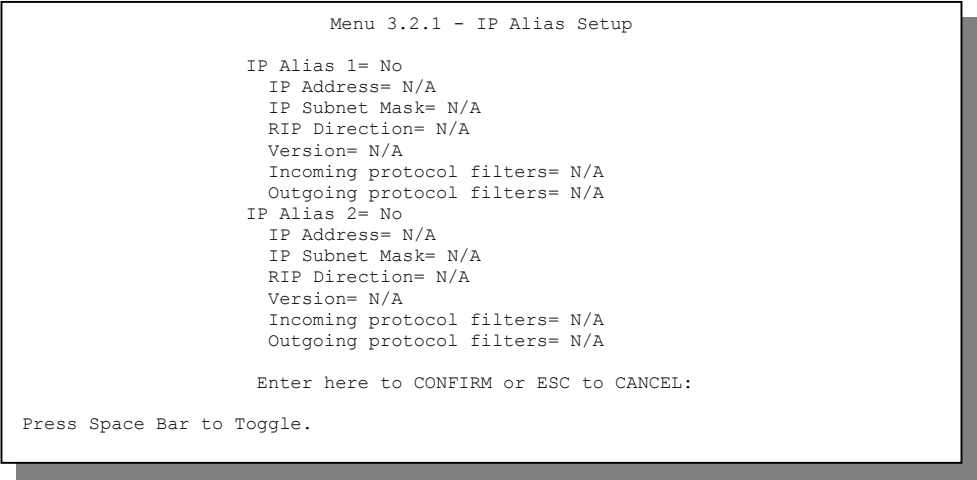 Menu 3.2.1 - IP Alias Setup
IP Alias 1= No
IP Address= N/A
IP Subnet Mask= N/A
RIP Direction= N/A
Version= N/A
Incoming protocol filters= N/A
Outgoing protocol filters= N/A
IP Alias 2= No
IP Address= N/A
IP Subnet Mask= N/A
RIP Direction= N/A
Version= N/A
Incoming protocol filters= N/A
Outgoing protocol filters= N/A
Enter here to CONFIRM or ESC to CANCEL:
Press Space Bar to Toggle.